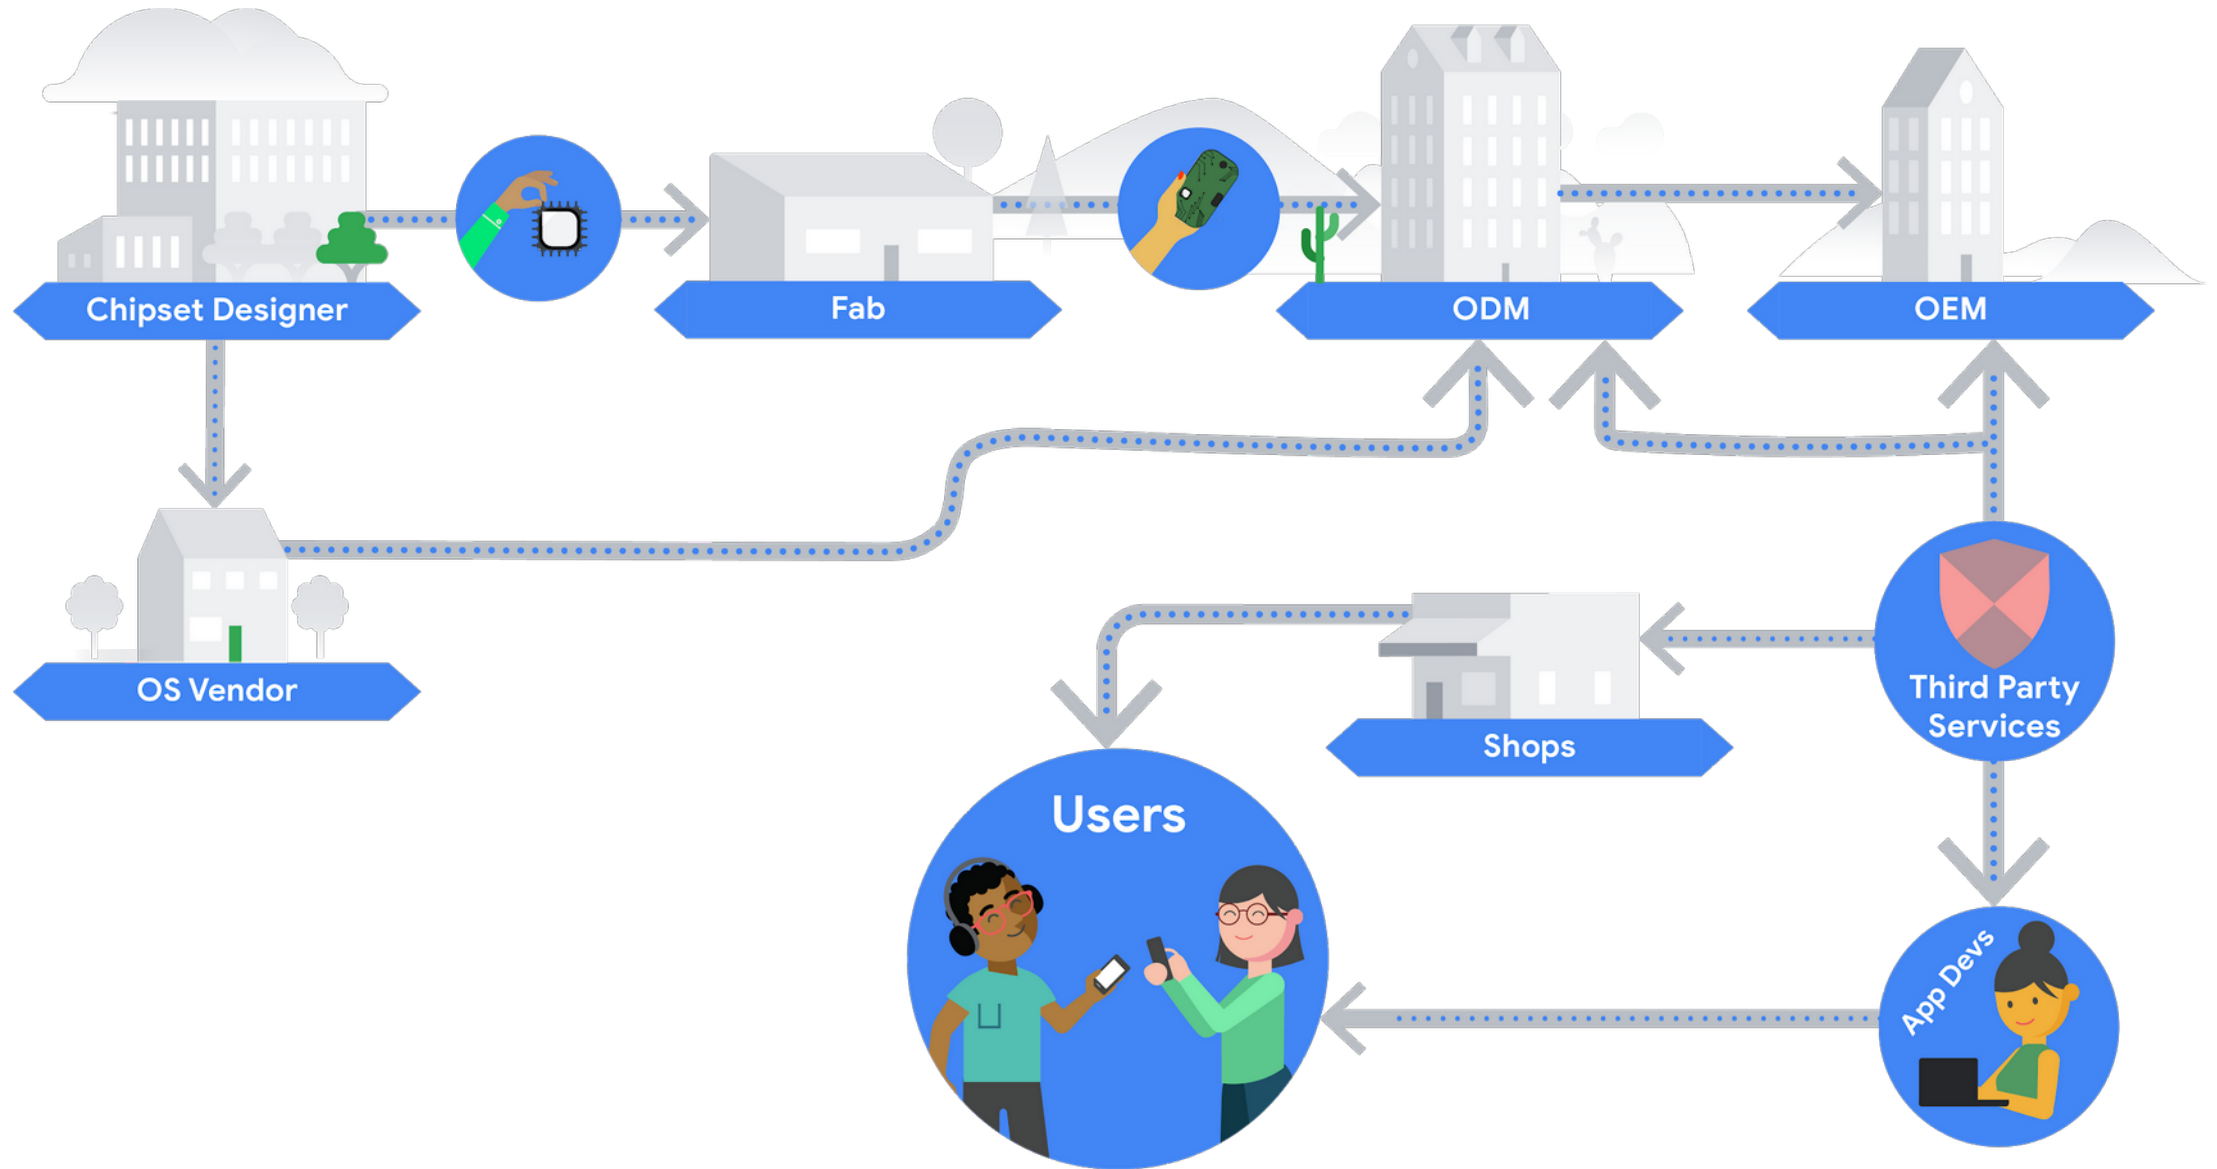 Chipset Designer
Fab
ODM
OEM
OS Vendor
Shops
Third Party
Services
Users
App Devs